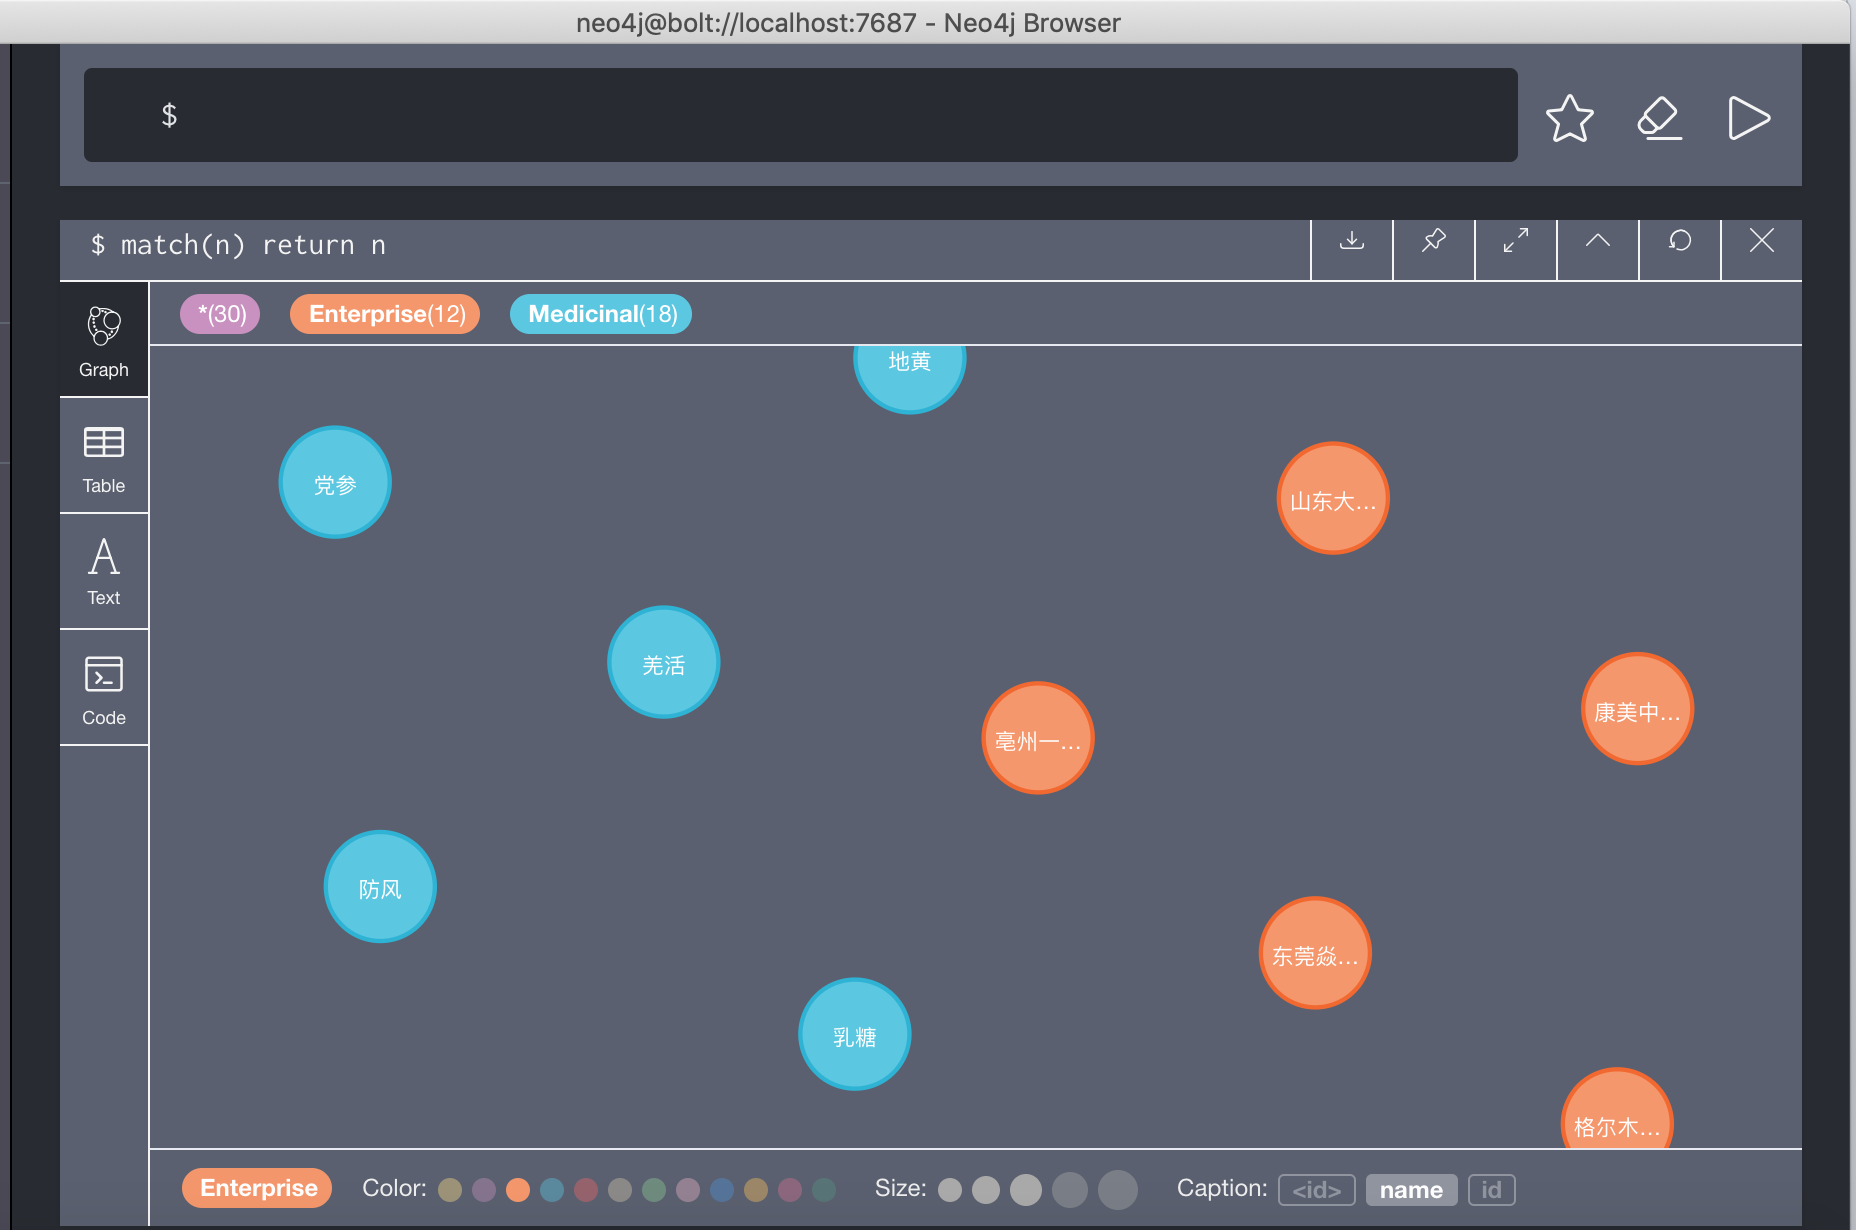 neo4j@bolt://localhost:7687 - Neo4j Browser
$
$ match(n) return n
*(30) Enterprise(12) Medicinal(18)
Graph
Table
Text
Code
地黄
党参
山东大...
羌活
康美中...
亳州一...
防风
东莞焱...
乳糖
格尔木...
Enterprise Color: Size: Caption: <id> name id